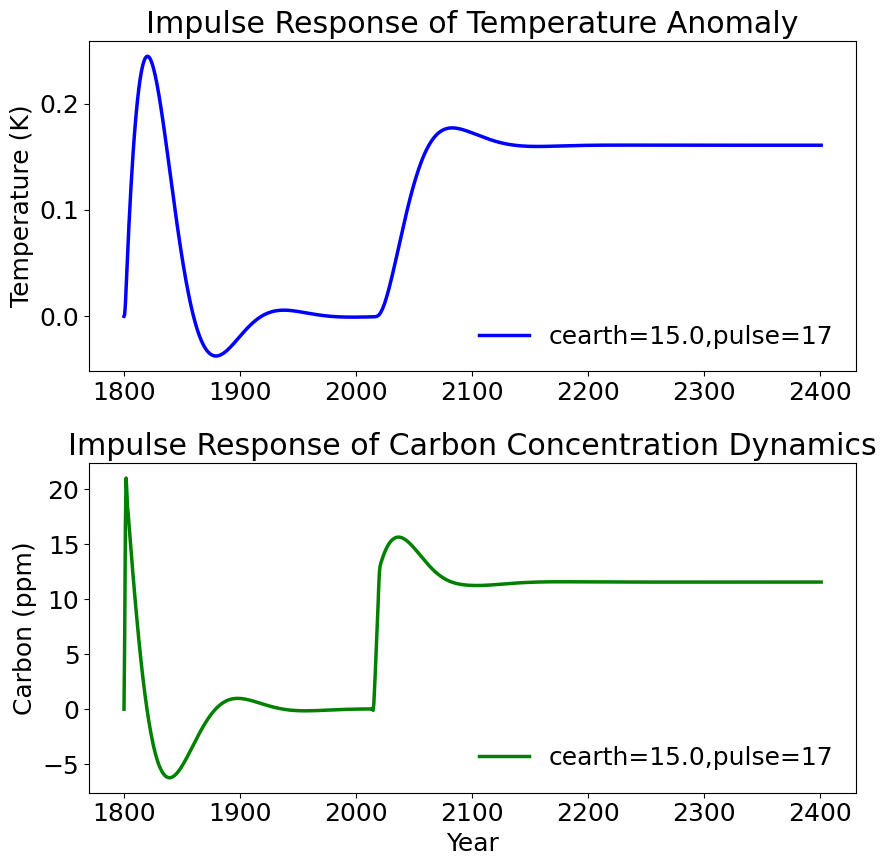 Impulse Response of Temperature Anomaly
Temperature (K)
0.2
0.1
0.0
cearth=15.0,pulse=17
1800 1900 2000 2100 2200 2300 2400
Impulse Response of Carbon Concentration Dynamics
Carbon (ppm)
20
15
10
5
0
−5
cearth=15.0,pulse=17
1800 1900 2000 2100 2200 2300 2400
Year